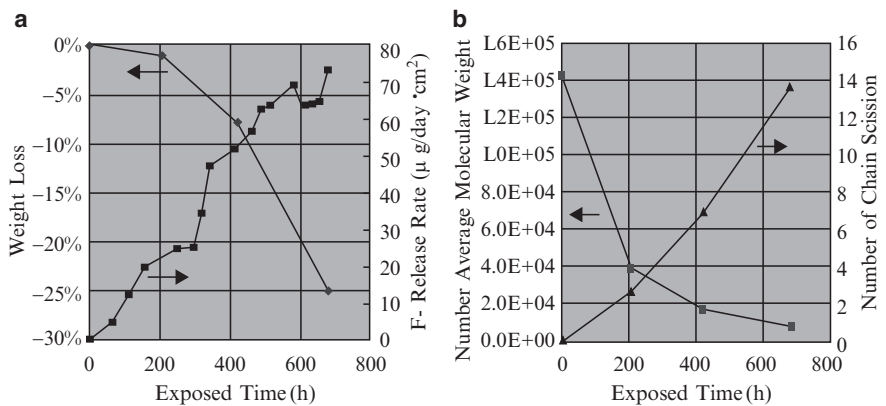 a
0%
−5%
−10%
−15%
−20%
−25%
−30%
Weight Loss
80
70
60
50
40
30
20
10
0
F- Release Rate (μ g/day •cm²)
0
200
400
600
800
Exposed Time (h)
b
L6E+05
L4E+05
L2E+05
L0E+05
8.0E+04
6.0E+04
4.0E+04
2.0E+04
0.0E+00
Number Average Molecular Weight
16
14
12
10
8
6
4
2
0
Number of Chain Scission
0
200
400
600
800
Exposed Time (h)